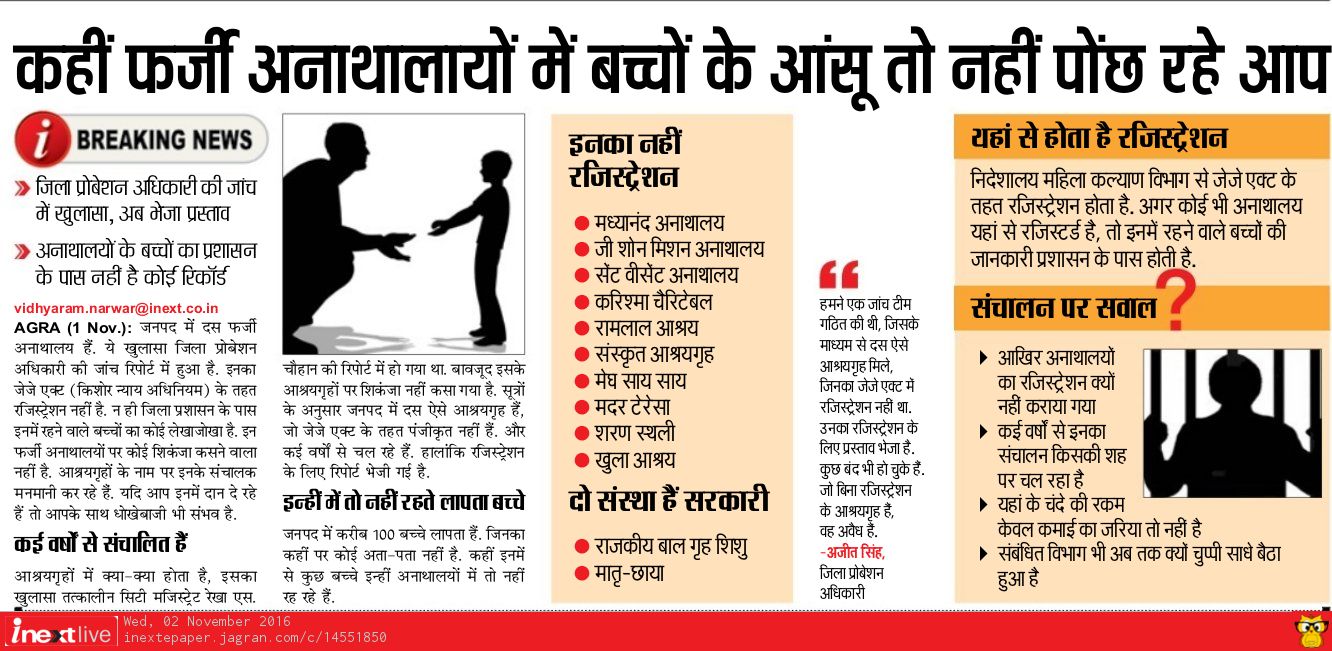 कहीं फर्जी अनाथालायों में बच्चों के आंसू तो नहीं पोंछ रहे आप
i BREAKING NEWS
जिला प्रोबेशन अधिकारी की जांच
में खुलासा, अब भेजा प्रस्ताव
अनाथालयों के बच्चों का प्रशासन
के पास नहीं है कोई रिकॉर्ड
vidhyaram.narwar@inext.co.in
AGRA (1 Nov.): जनपद में दस फर्जी
अनाथालय हैं. ये खुलासा जिला प्रोबेशन
अधिकारी की जांच रिपोर्ट में हुआ है. इनका
जेजे एक्ट (किशोर न्याय अधिनियम) के तहत
रजिस्ट्रेशन नहीं है. न ही जिला प्रशासन के पास
इनमें रहने वाले बच्चों का कोई लेखाजोखा है. इन
फर्जी अनाथालयों पर कोई शिकंजा कसने वाला
नहीं है. आश्रयगृहों के नाम पर इनके संचालक
मनमानी कर रहे हैं. यदि आप इनमें दान दे रहे
हैं तो आपके साथ धोखेबाजी भी संभव है.
कई वर्षों से संचालित हैं
आश्रयगृहों में क्या-क्या होता है, इसका
खुलासा तत्कालीन सिटी मजिस्ट्रेट रेखा एस.
चौहान की रिपोर्ट में हो गया था. बावजूद इसके
आश्रयगृहों पर शिकंजा नहीं कसा गया है. सूत्रों
के अनुसार जनपद में दस ऐसे आश्रयगृह हैं,
जो जेजे एक्ट के तहत पंजीकृत नहीं हैं. और
कई वर्षों से चल रहे हैं. हालांकि रजिस्ट्रेशन
के लिए रिपोर्ट भेजी गई है.
इन्हीं में तो नहीं रहते लापता बच्चे
जनपद में करीब 100 बच्चे लापता हैं. जिनका
कहीं पर कोई अता-पता नहीं है. कहीं इनमें
से कुछ बच्चे इन्हीं अनाथालयों में तो नहीं
रह रहे हैं.
इनका नहीं
रजिस्ट्रेशन
मध्यानंद अनाथालय
जी शोन मिशन अनाथालय
सेंट वीसेंट अनाथालय
करिश्मा चैरिटेबल
रामलाल आश्रय
संस्कृत आश्रयगृह
मेघ साय साय
मदर टेरेसा
शरण स्थली
खुला आश्रय
दो संस्था हैं सरकारी
राजकीय बाल गृह शिशु
मातृ-छाया
हमने एक जांच टीम
गठित की थी, जिसके
माध्यम से दस ऐसे
आश्रयगृह मिले,
जिनका जेजे एक्ट में
रजिस्ट्रेशन नहीं था.
उनका रजिस्ट्रेशन के
लिए प्रस्ताव भेजा है.
कुछ बंद भी हो चुके हैं.
जो बिना रजिस्ट्रेशन
के आश्रयगृह हैं,
वह अवैध हैं.
-अजीत सिंह,
जिला प्रोबेशन
अधिकारी
यहां से होता है रजिस्ट्रेशन
निदेशालय महिला कल्याण विभाग से जेजे एक्ट के
तहत रजिस्ट्रेशन होता है. अगर कोई भी अनाथालय
यहां से रजिस्टर्ड है, तो इनमें रहने वाले बच्चों की
जानकारी प्रशासन के पास होती है.
संचालन पर सवाल ?
आखिर अनाथालयों
का रजिस्ट्रेशन क्यों
नहीं कराया गया
कई वर्षों से इनका
संचालन किसकी शह
पर चल रहा है
यहां के चंदे की रकम
केवल कमाई का जरिया तो नहीं है
संबंधित विभाग भी अब तक क्यों चुप्पी साधे बैठा
हुआ है
inextlive
Wed, 02 November 2016
inextepaper.jagran.com/c/14551850